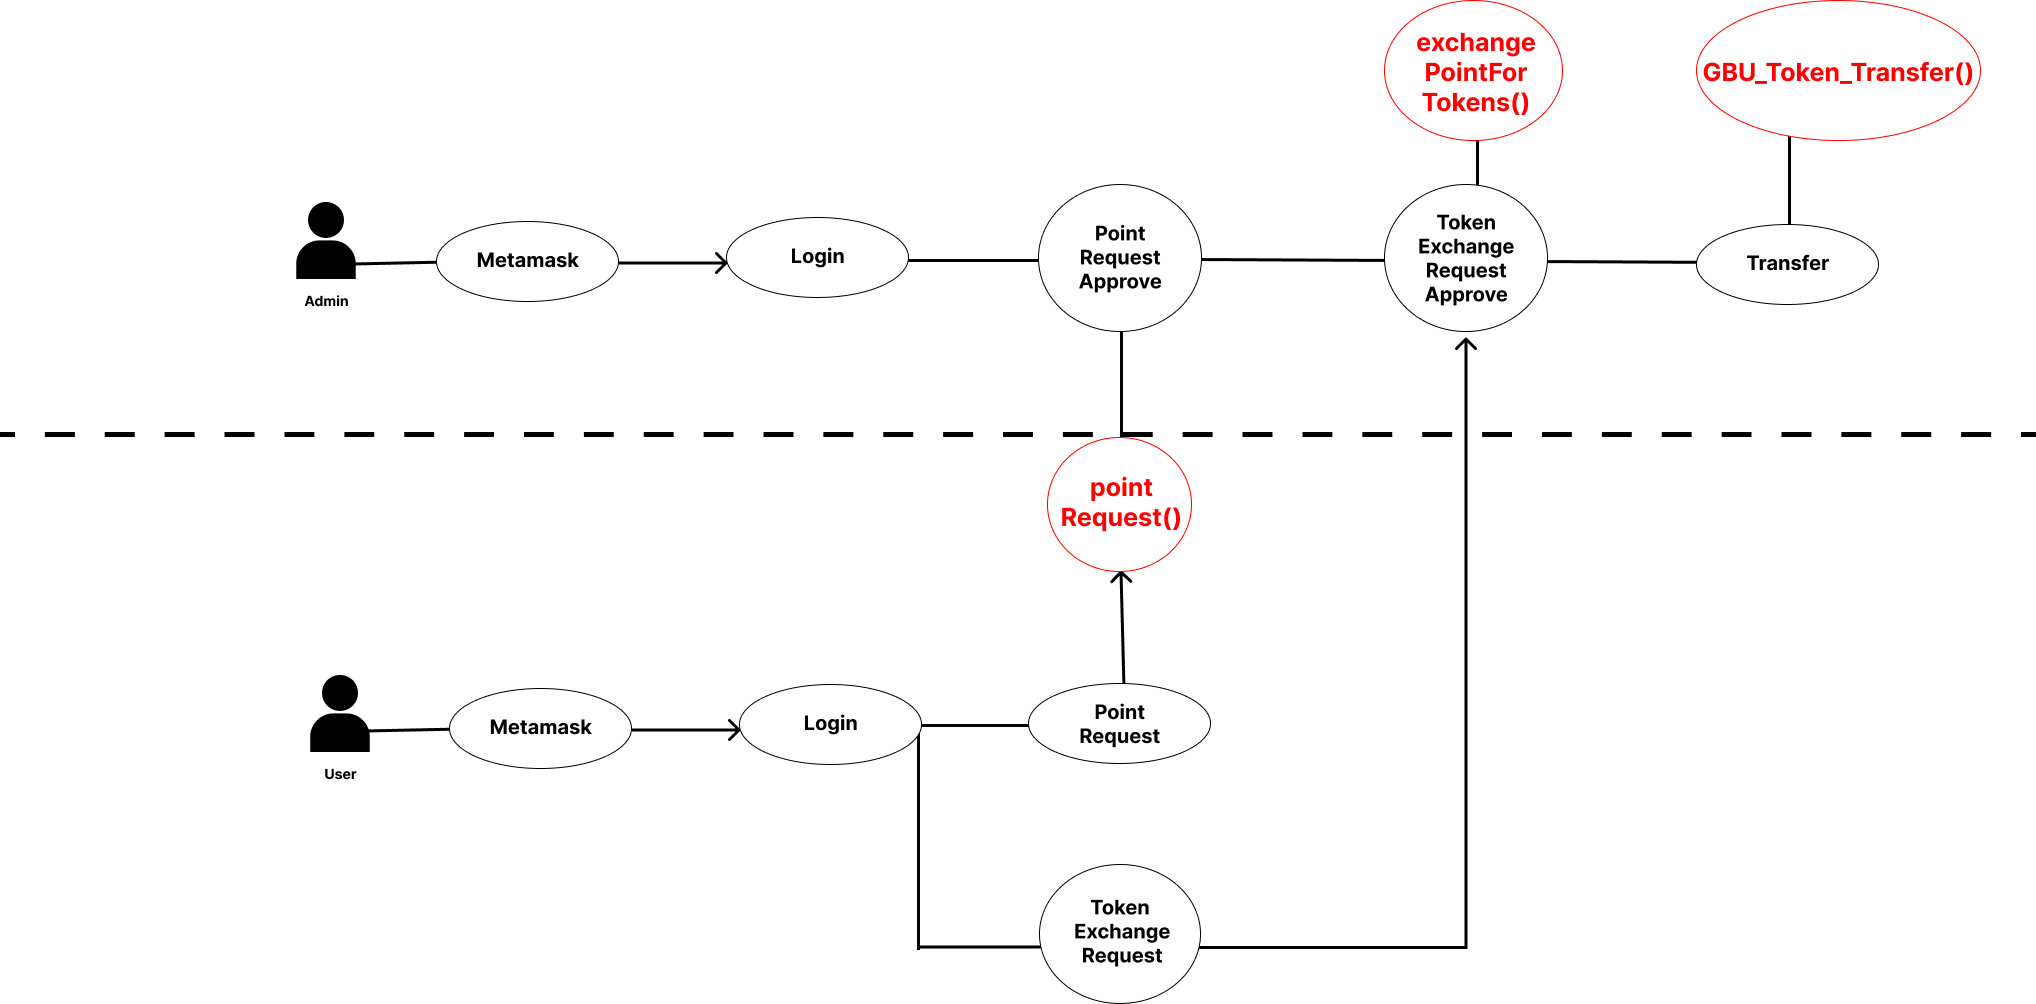 exchange
PointFor
Tokens()
GBU_Token_Transfer()
Admin
Metamask
Login
Point
Request
Approve
Token
Exchange
Request
Approve
Transfer
point
Request()
User
Metamask
Login
Point
Request
Token
Exchange
Request